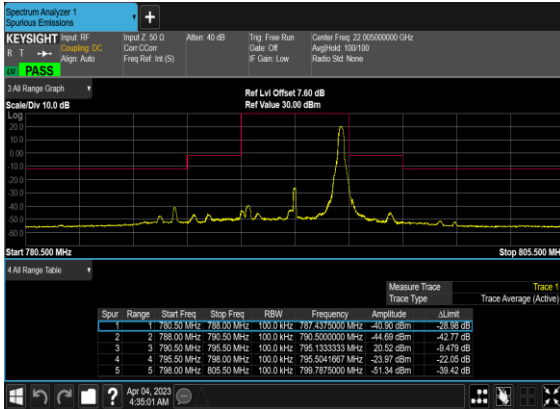 Spectrum Analyzer 1
Spurious Emissions
KEYSIGHT Input: RF Input Z: 50 Ω Atten: 40 dB Trig: Free Run Center Freq: 22.005000000 GHz
R T Coupling: DC Corr CCorr Gate: Off Avg|Hold: 100/100
Align: Auto Freq Ref: Int (S) IF Gain: Low Radio Std: None
PASS
3 All Range Graph
Ref Lvl Offset 7.60 dB
Scale/Div 10.0 dB Ref Value 30.00 dBm
Log
20.0
10.0
0.00
-10.0
-20.0
-30.0
-40.0
-50.0
-60.0
Start 780.500 MHz Stop 805.500 MHz
4 All Range Table
Measure Trace Trace 1
Trace Type Trace Average (Active)
Spur Range Start Freq Stop Freq RBW Frequency Amplitude ΔLimit
1 1 780.50 MHz 788.00 MHz 100.0 kHz 787.4375000 MHz -40.90 dBm -28.98 dB
2 2 788.00 MHz 790.50 MHz 100.0 kHz 790.5000000 MHz -44.69 dBm -42.77 dB
3 3 790.50 MHz 795.50 MHz 100.0 kHz 795.1333333 MHz 20.52 dBm -9.479 dB
4 4 795.50 MHz 798.00 MHz 100.0 kHz 795.5041667 MHz -23.97 dBm -22.05 dB
5 5 798.00 MHz 805.50 MHz 100.0 kHz 799.7875000 MHz -51.34 dBm -39.42 dB
Apr 04, 2023
4:35:01 AM